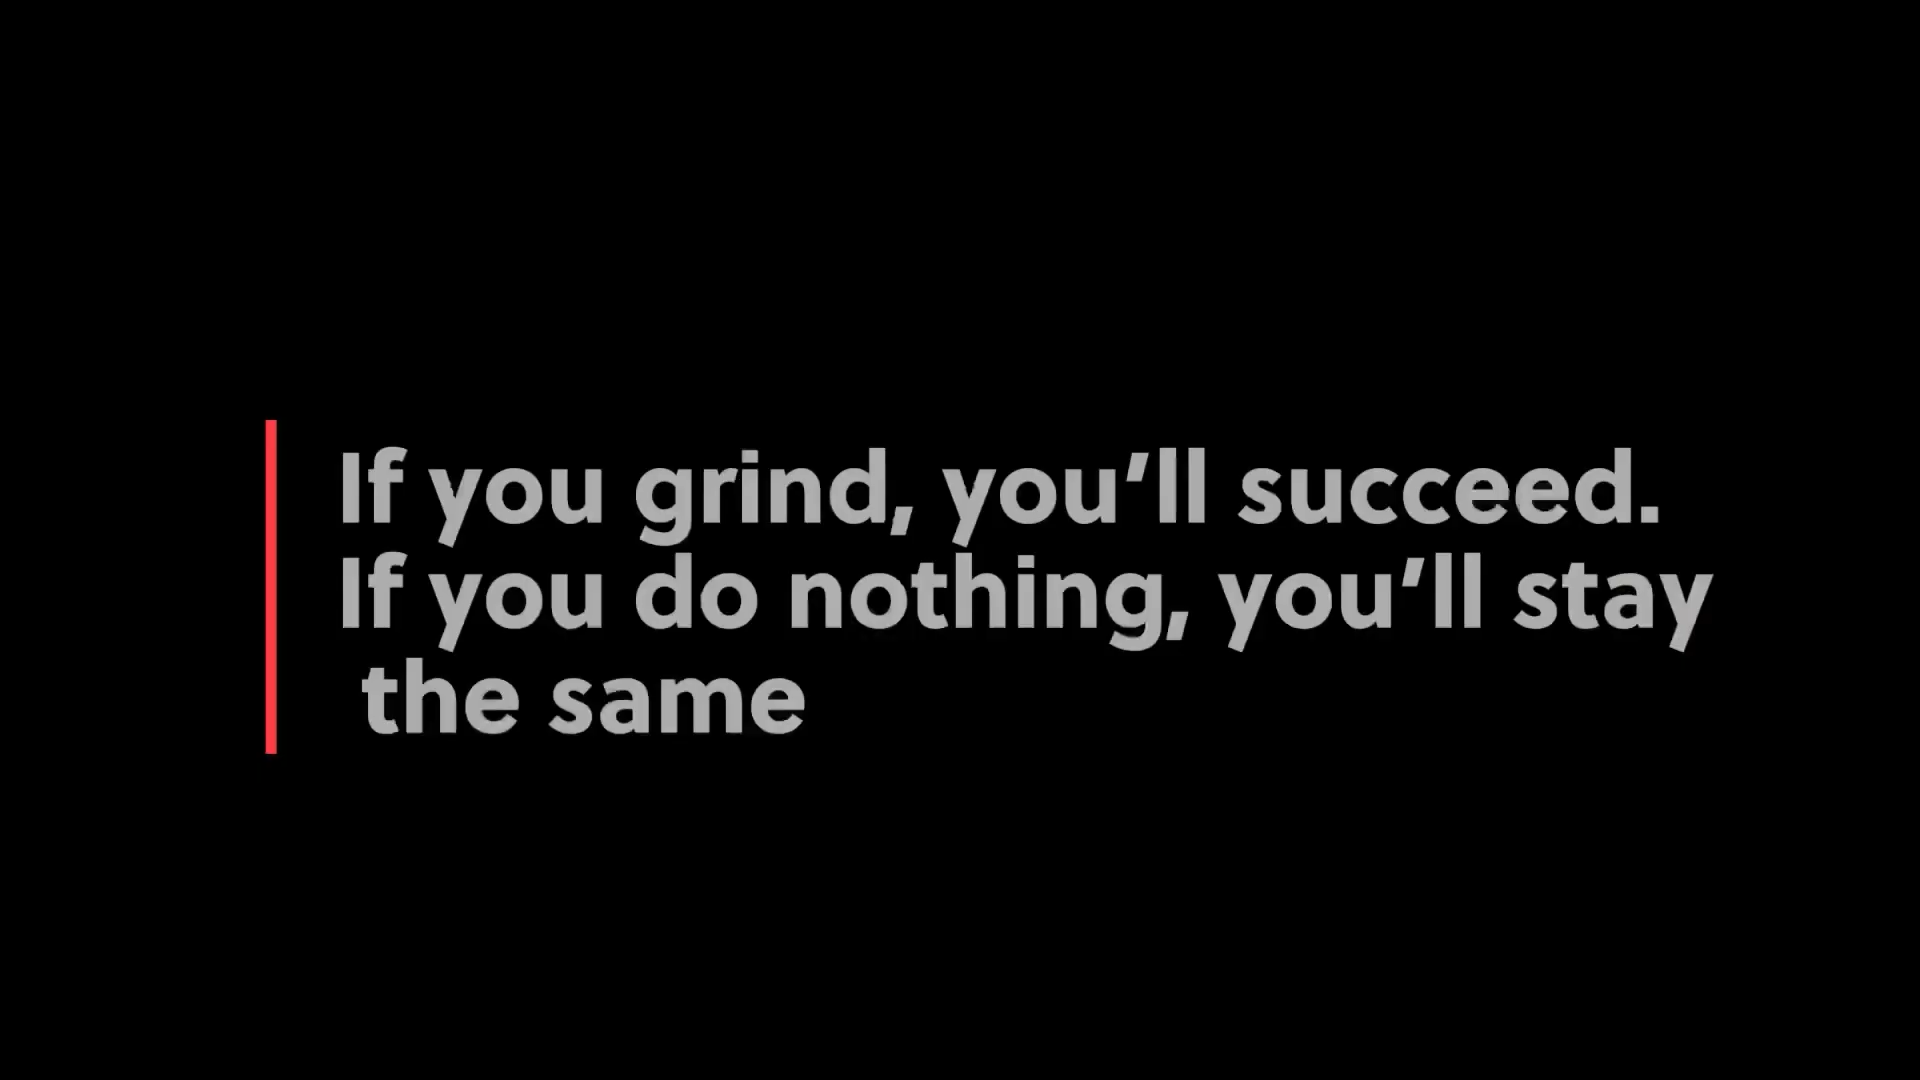 If you grind, you’ll succeed.
If you do nothing, you’ll stay
the same